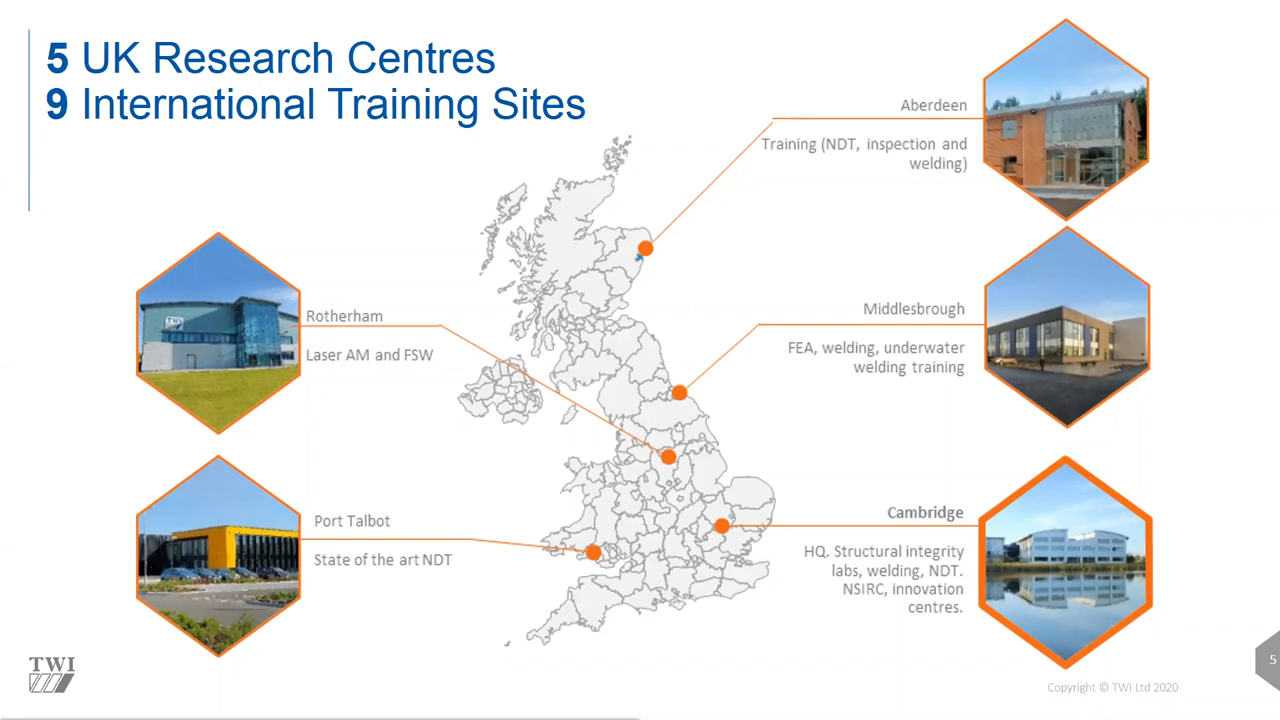 5 UK Research Centres
9 International Training Sites
Aberdeen
Training (NDT, inspection and
welding)
Rotherham
Laser AM and FSW
Middlesbrough
FEA, welding, underwater
welding training
Port Talbot
State of the art NDT
Cambridge
HQ. Structural integrity
labs, welding, NDT.
NSIRC, innovation
centres.
TWI
TWI
5
Copyright © TWI Ltd 2020